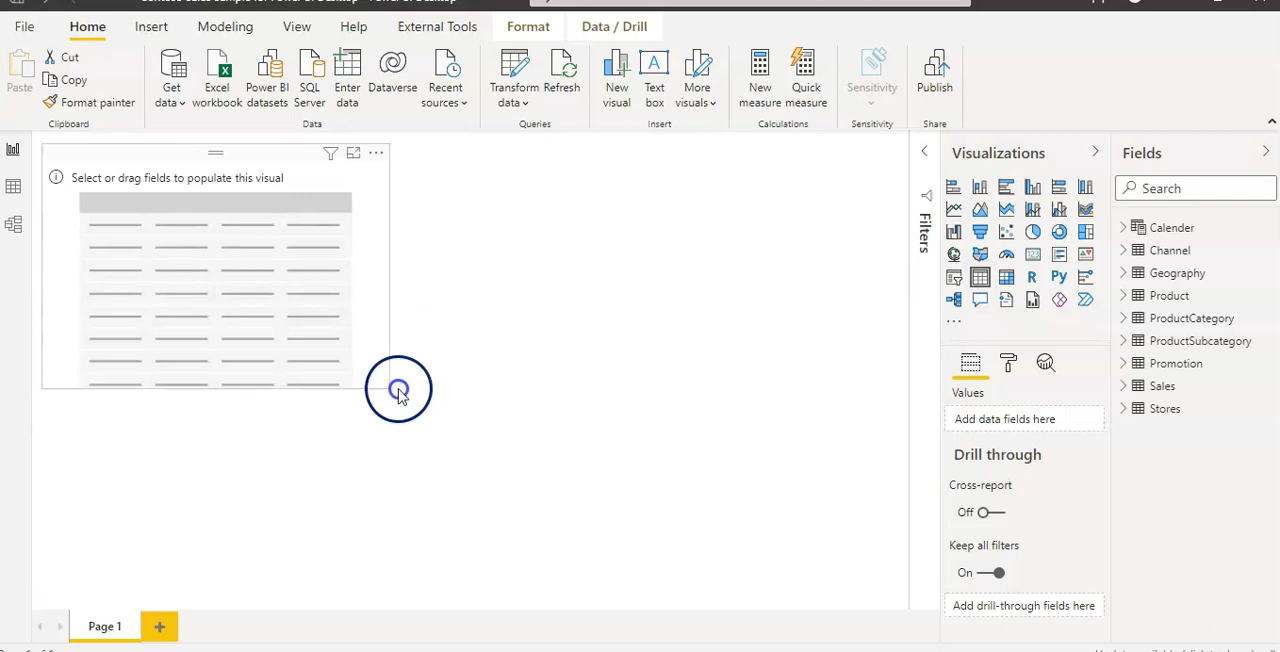 File Home Insert Modeling View Help External Tools Format Data / Drill
Paste
Cut
Copy
Format painter
Clipboard
Get data
Excel workbook
Power BI datasets
SQL Server
Enter data
Dataverse
Recent sources
Data
Transform data
Refresh
Queries
New visual
Text box
More visuals
Insert
New measure
Quick measure
Calculations
Sensitivity
Sensitivity
Publish
Share
Select or drag fields to populate this visual
Filters
Visualizations
R Py
Values
Add data fields here
Drill through
Cross-report
Off
Keep all filters
On
Add drill-through fields here
Fields
Search
Calender
Channel
Geography
Product
ProductCategory
ProductSubcategory
Promotion
Sales
Stores
Page 1